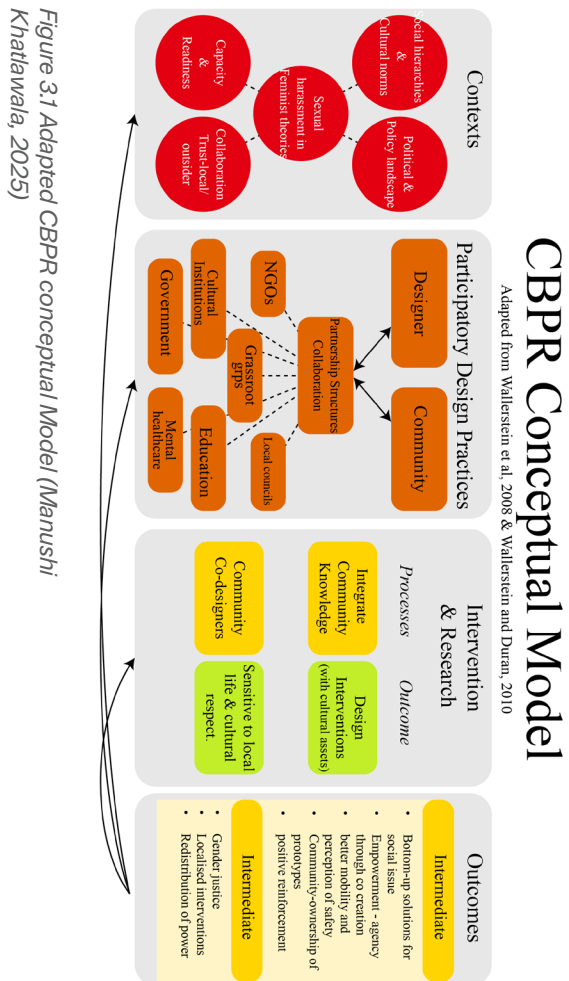 CBPR Conceptual Model
Adapted from Wallerstein et al, 2008 & Wallerstein and Duran, 2010
Contexts
Social hierarchies
&
Cultural norms
Political &
Policy landscape
Sexual
harassment in
Feminist theories
Capacity
&
Readiness
Collaboration
Trust-local/
outsider
Participatory Design Practices
Designer
Community
Partnership Structures
Collaboration
NGOs
Local councils
Cultural
Institutions
Grassroot
grps
Education
Government
Mental
healthcare
Intervention
& Research
Processes
Outcome
Integrate
Community
Knowledge
Design
Interventions
(with cultural assets)
Community
Co-designers
Sensitive to local
life & cultural
respect.
Outcomes
Intermediate
• Bottom-up solutions for
social issue
• Empowerment - agency
through co creation
• better mobility and
perception of safety
• Community-ownership of
prototypes
• positive reinforcement
Intermediate
• Gender justice
• Localised interventions
• Redistribution of power
Figure 3.1 Adapted CBPR conceptual Model (Manushi
Khatlawala, 2025)